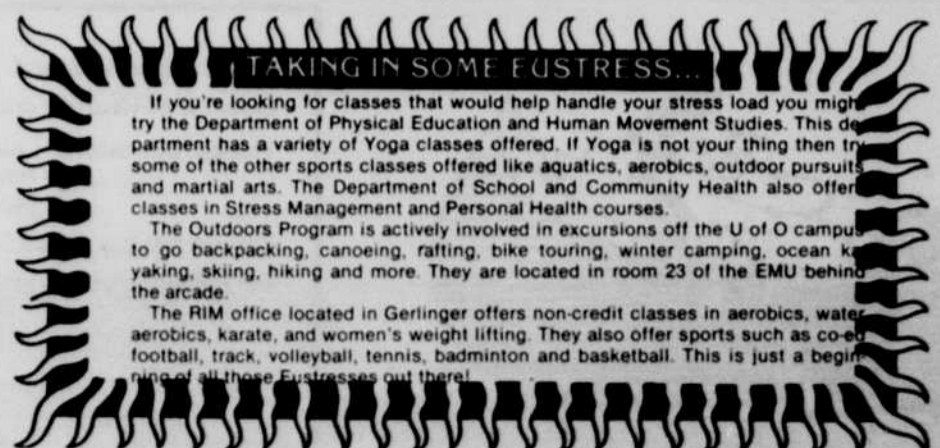 TAKING IN SOME EUSTRESS...
If you're looking for classes that would help handle your stress load you migh
try the Department of Physical Education and Human Movement Studies. This de
partment has a variety of Yoga classes offered. If Yoga is not your thing then try
some of the other sports classes offered like aquatics, aerobics, outdoor pursuits
and martial arts. The Department of School and Community Health also offer
classes in Stress Management and Personal Health courses.
The Outdoors Program is actively involved in excursions off the U of O campus
to go backpacking, canoeing, rafting, bike touring, winter camping, ocean ka
yaking, skiing, hiking and more. They are located in room 23 of the EMU behind
the arcade.
The RIM office located in Gerlinger offers non-credit classes in aerobics, water
aerobics, karate, and women's weight lifting. They also offer sports such as co-ed
football, track, volleyball, tennis, badminton and basketball. This is just a begin
ning of all those Eustresses out there!